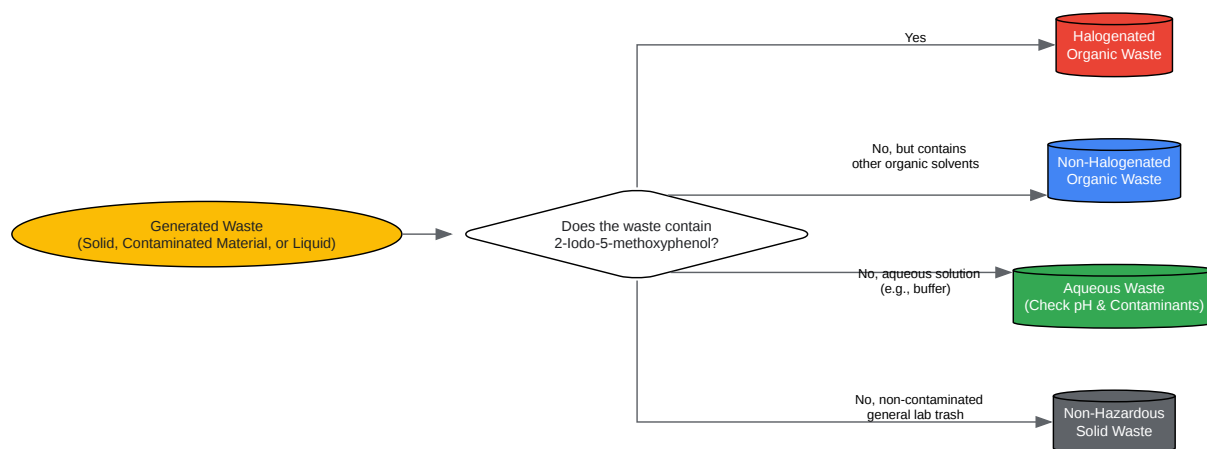 Yes
Halogenated
Organic Waste
No, but contains
other organic solvents
Non-Halogenated
Organic Waste
Generated Waste
(Solid, Contaminated Material, or Liquid)
Does the waste contain
2-Iodo-5-methoxyphenol?
No, aqueous solution
(e.g., buffer)
Aqueous Waste
(Check pH & Contaminants)
No, non-contaminated
general lab trash
Non-Hazardous
Solid Waste